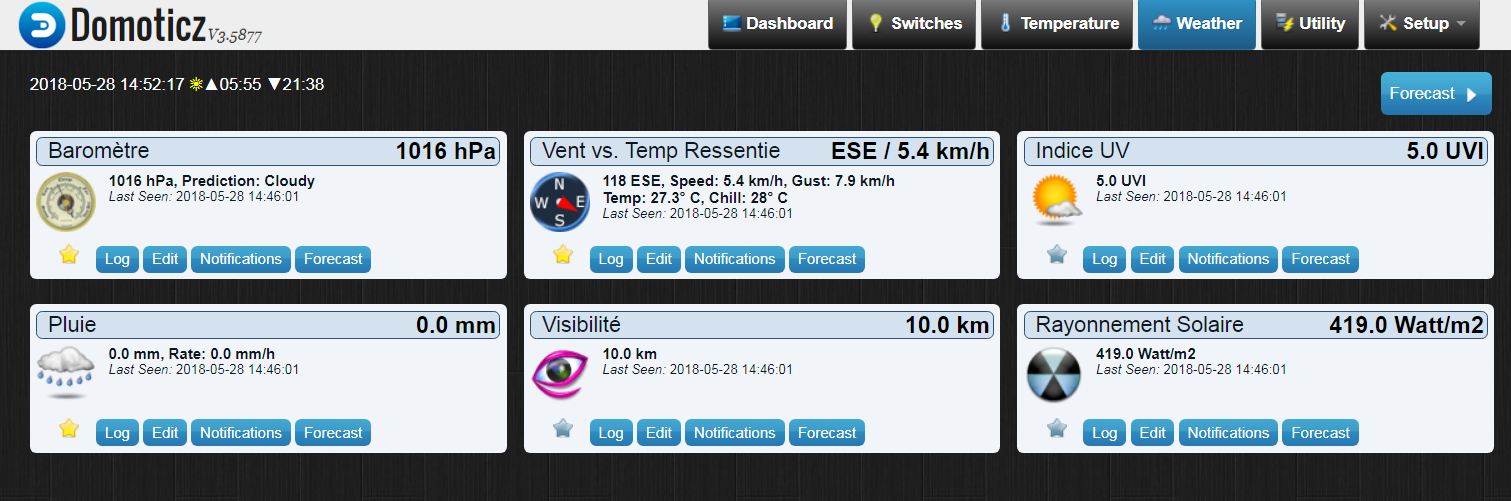 Domoticz V3.5877
Dashboard Switches Temperature Weather Utility Setup
2018-05-28 14:52:17 ☀▲05:55 ▼21:38
Forecast
Baromètre 1016 hPa
1016 hPa, Prediction: Cloudy
Last Seen: 2018-05-28 14:46:01
Log Edit Notifications Forecast
Vent vs. Temp Ressentie ESE / 5.4 km/h
N
W E
S
118 ESE, Speed: 5.4 km/h, Gust: 7.9 km/h
Temp: 27.3° C, Chill: 28° C
Last Seen: 2018-05-28 14:46:01
Log Edit Notifications Forecast
Indice UV 5.0 UVI
5.0 UVI
Last Seen: 2018-05-28 14:46:01
Log Edit Notifications Forecast
Pluie 0.0 mm
0.0 mm, Rate: 0.0 mm/h
Last Seen: 2018-05-28 14:46:01
Log Edit Notifications Forecast
Visibilité 10.0 km
10.0 km
Last Seen: 2018-05-28 14:46:01
Log Edit Notifications Forecast
Rayonnement Solaire 419.0 Watt/m2
419.0 Watt/m2
Last Seen: 2018-05-28 14:46:01
Log Edit Notifications Forecast